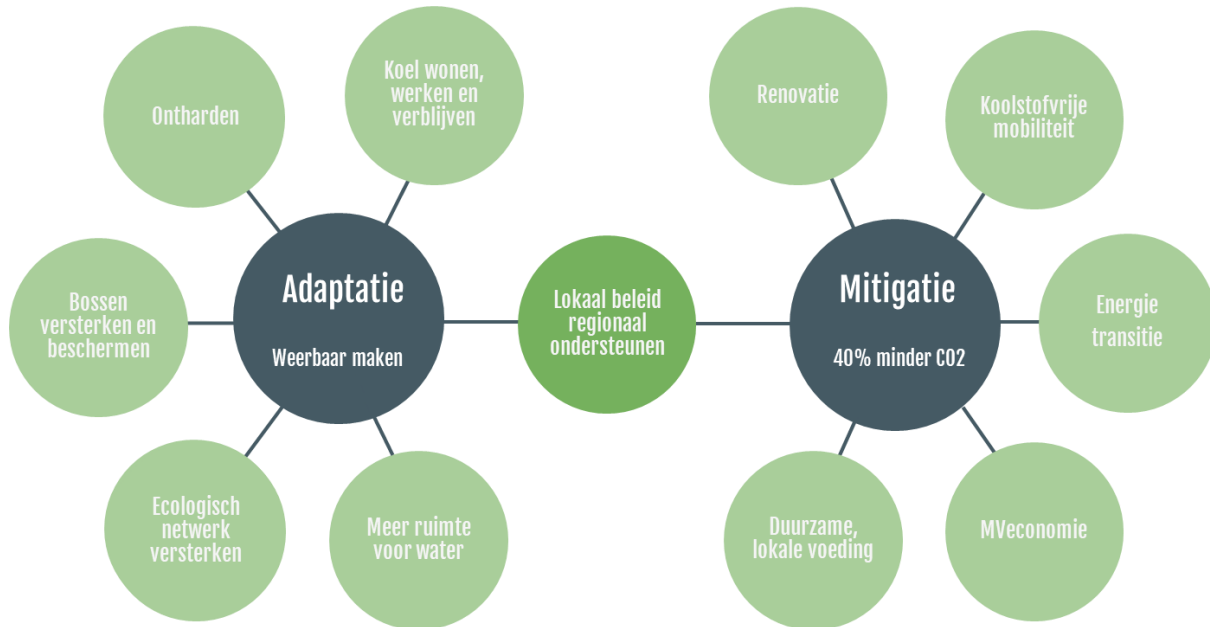 Ontharden
Koel wonen,
werken en
verblijven
Renovatie
Koolstofvrije
mobiliteit
Adaptatie
Weerbaar maken
Lokaal beleid
regionaal
ondersteunen
Mitigatie
40% minder CO2
Bossen
versterken en
beschermen
Energie
transitie
Ecologisch
netwerk
versterken
Meer ruimte
voor water
Duurzame,
lokale voeding
MVeconomie